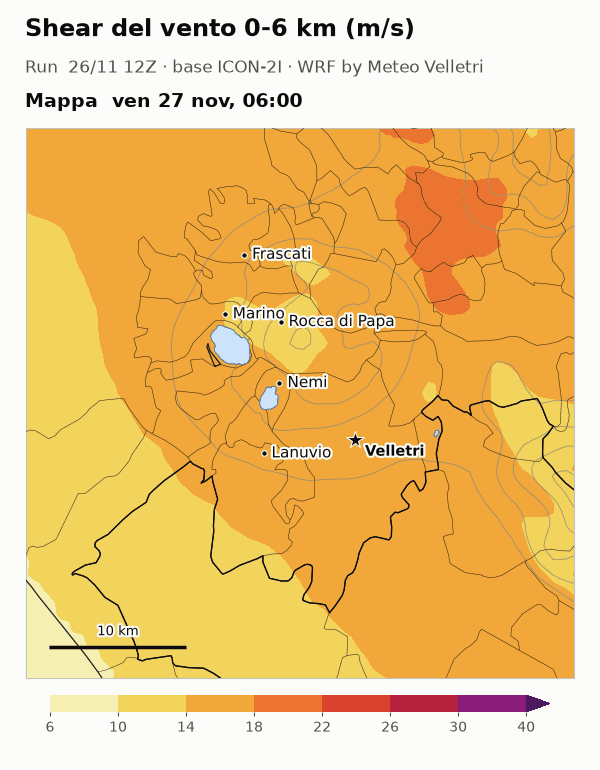 Shear del vento 0-6 km (m/s)
Run  26/11 12Z · base ICON-2I · WRF by Meteo Velletri
Mappa  ven 27 nov, 06:00
Frascati
Marino
Rocca di Papa
Nemi
Velletri
Lanuvio
10 km
6 10 14 18 22 26 30 40